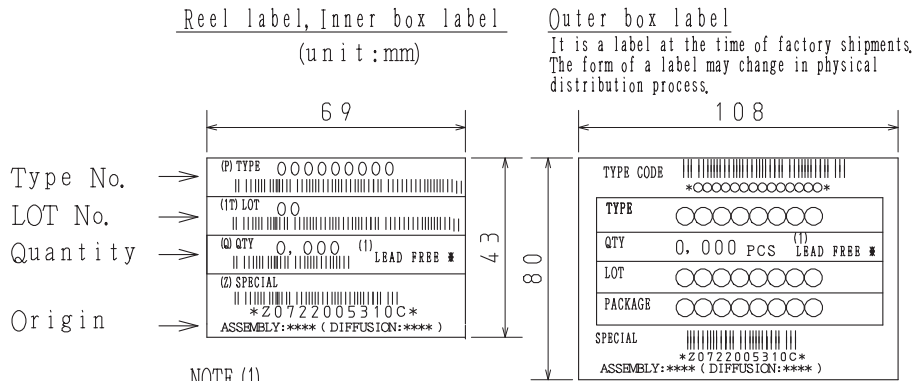 Reel label, Inner box label
(unit:mm)
Outer box label
It is a label at the time of factory shipments.
The form of a label may change in physical
distribution process.
69
108
Type No.
LOT No.
Quantity
Origin
(P) TYPE 000000000
(1T) LOT 00
(Q) QTY 0,000 (1) LEAD FREE *
(Z) SPECIAL
*Z0722005310C*
ASSEMBLY:**** (DIFFUSION:**** )
43
80
TYPE CODE
*○○○○○○○○○○○○○○*
TYPE ○○○○○○○○
QTY 0,000 PCS (1) LEAD FREE *
LOT ○○○○○○○○
PACKAGE ○○○○○○○○
SPECIAL
*Z0722005310C*
ASSEMBLY:**** (DIFFUSION:**** )
NOTE (1)